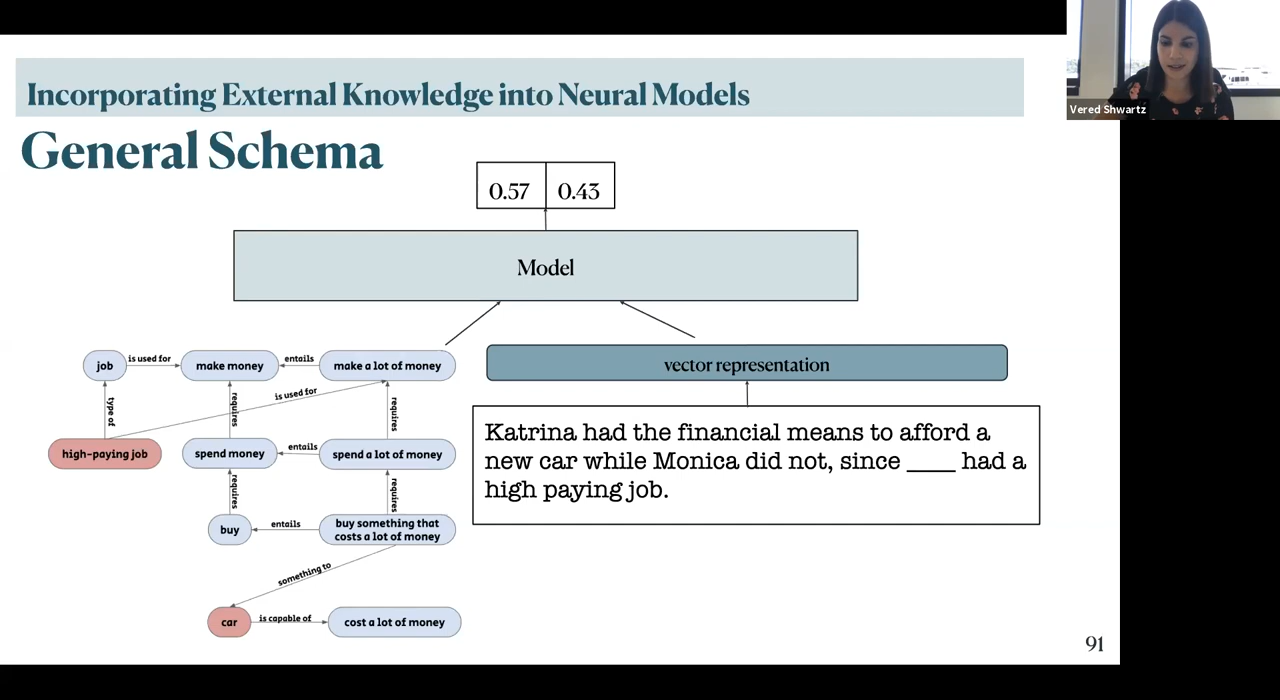 Incorporating External Knowledge into Neural Models
Vered Shwartz
General Schema
0.57 0.43
Model
job
is used for
make money
entails
make a lot of money
is used for
type of
requires
requires
high-paying job
spend money
entails
spend a lot of money
requires
requires
buy
entails
buy something that
costs a lot of money
something to
car
is capable of
cost a lot of money
vector representation
Katrina had the financial means to afford a
new car while Monica did not, since ____ had a
high paying job.
91